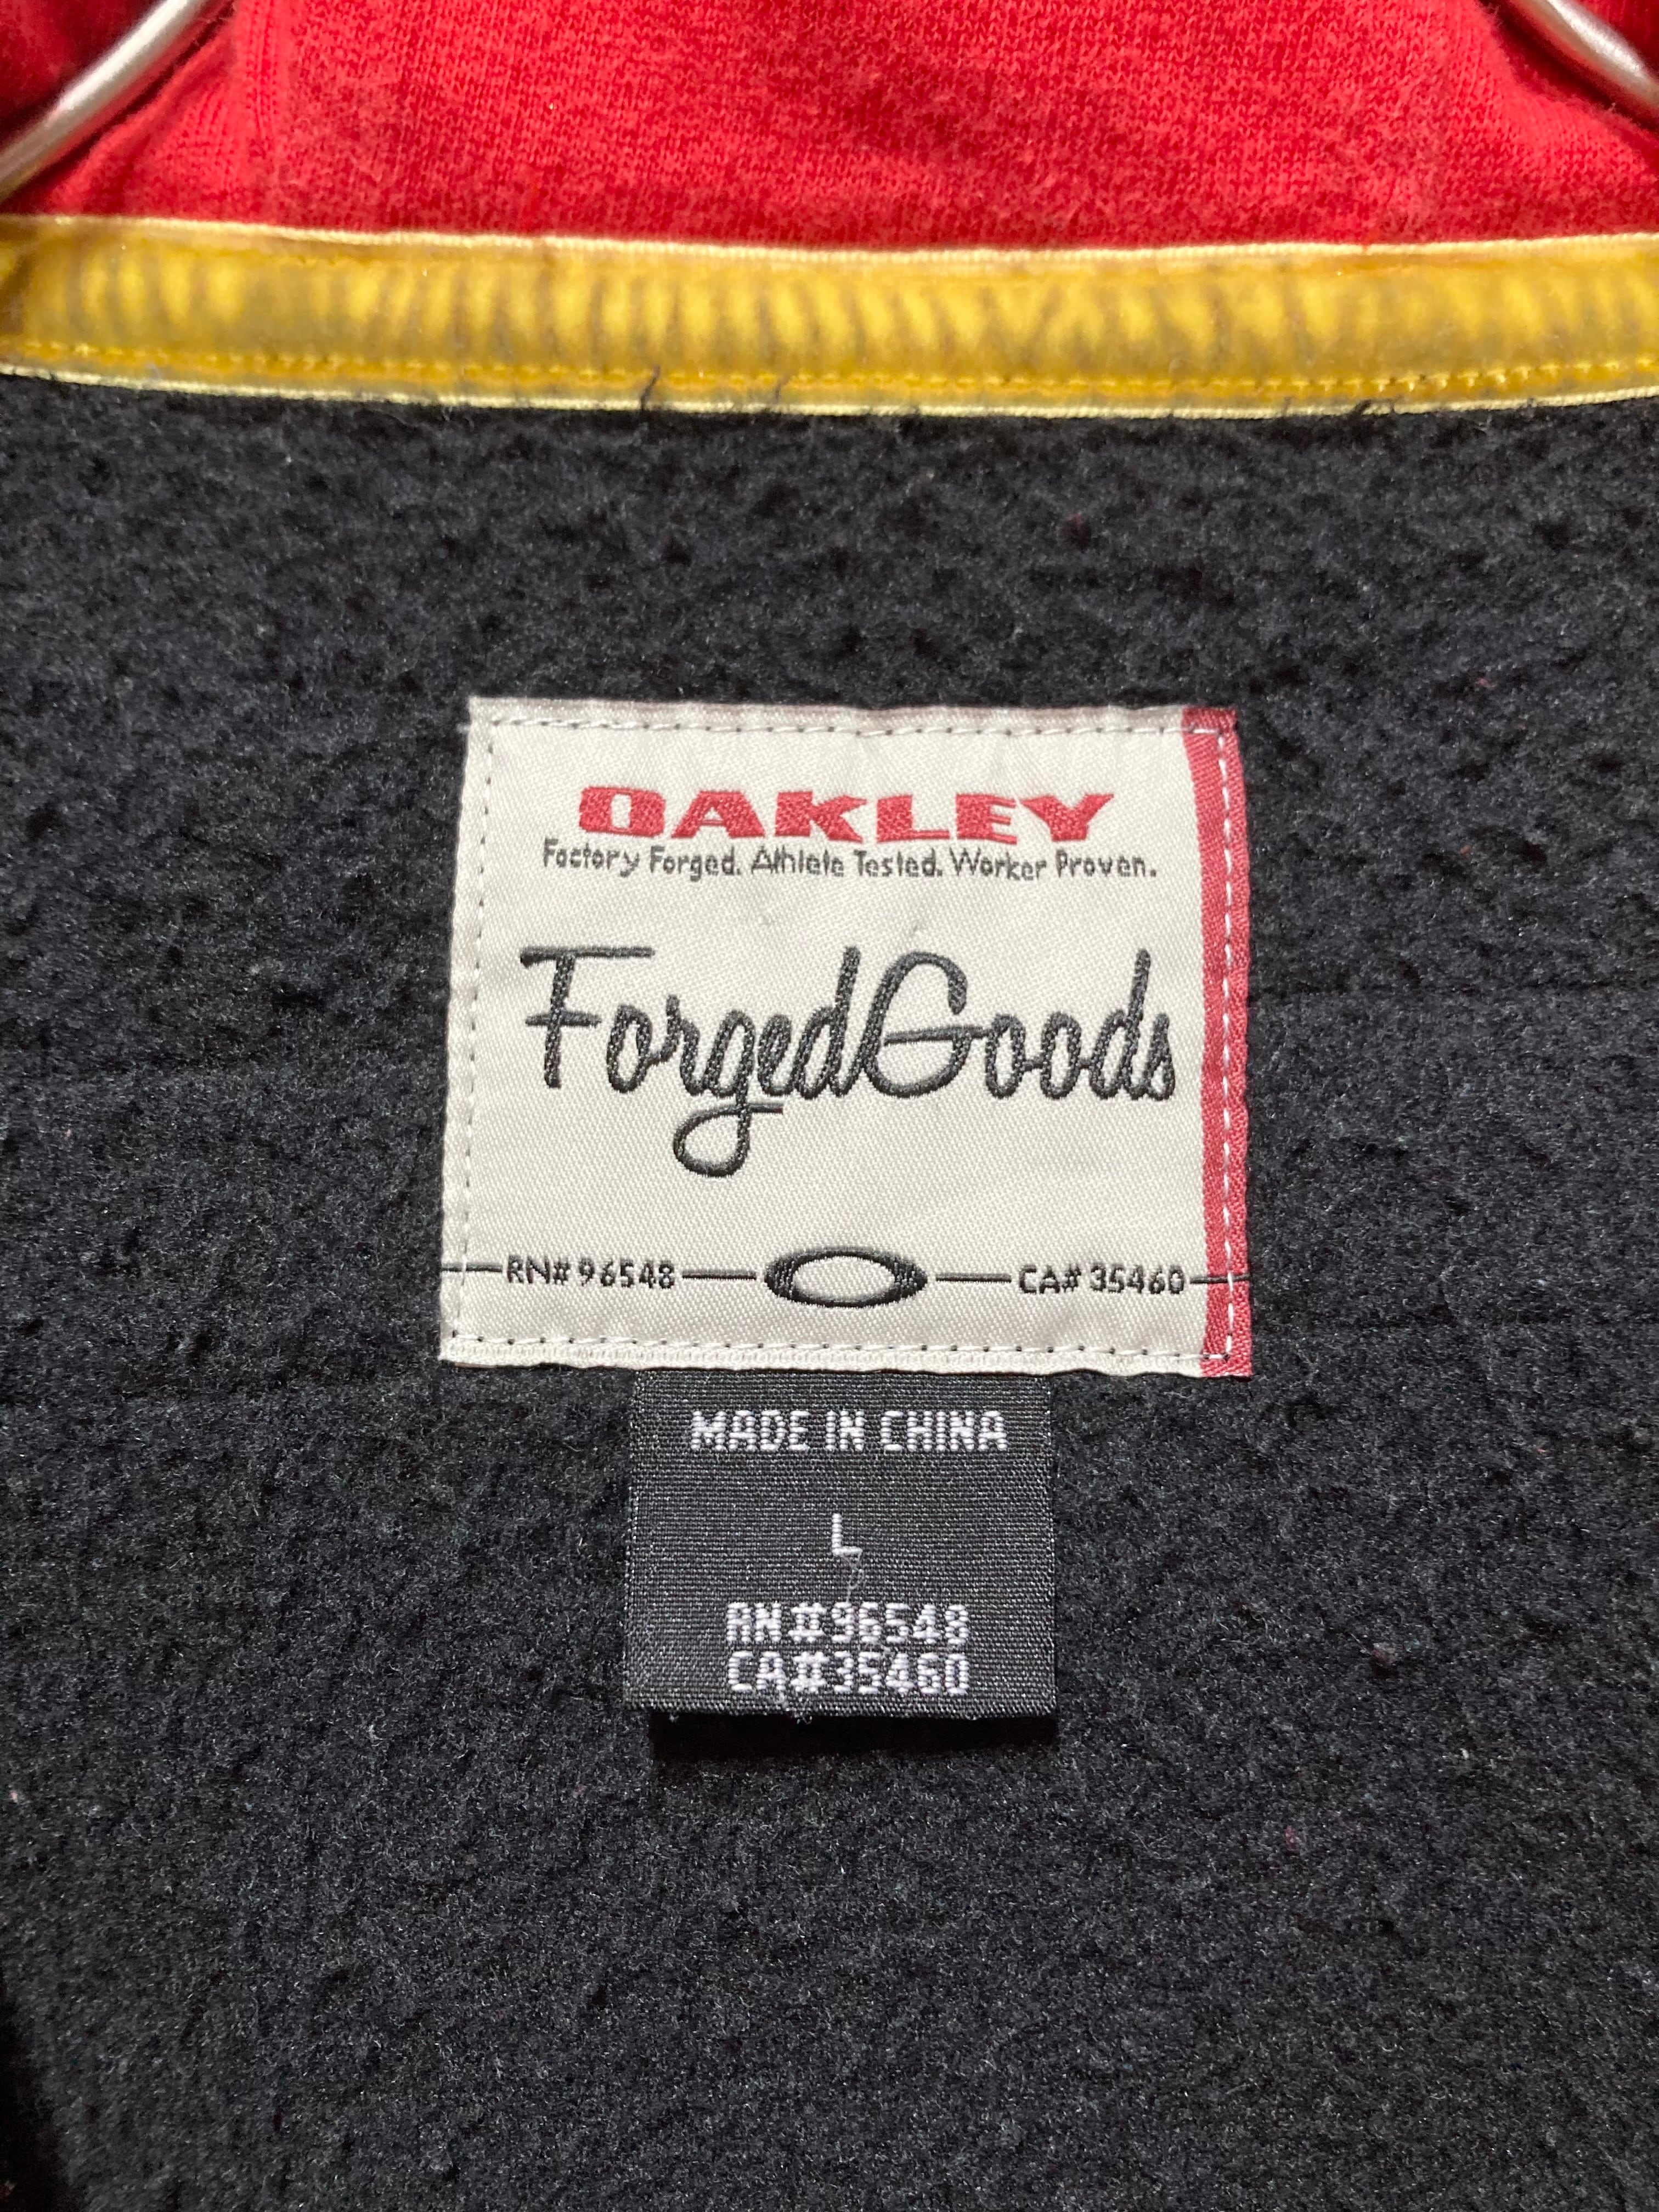 OAKLEY
Factory Forged. Athlete Tested. Worker Proven.
ForgedGoods
RN# 96548 CA# 35460
MADE IN CHINA
L
RN#96548
CA#35460